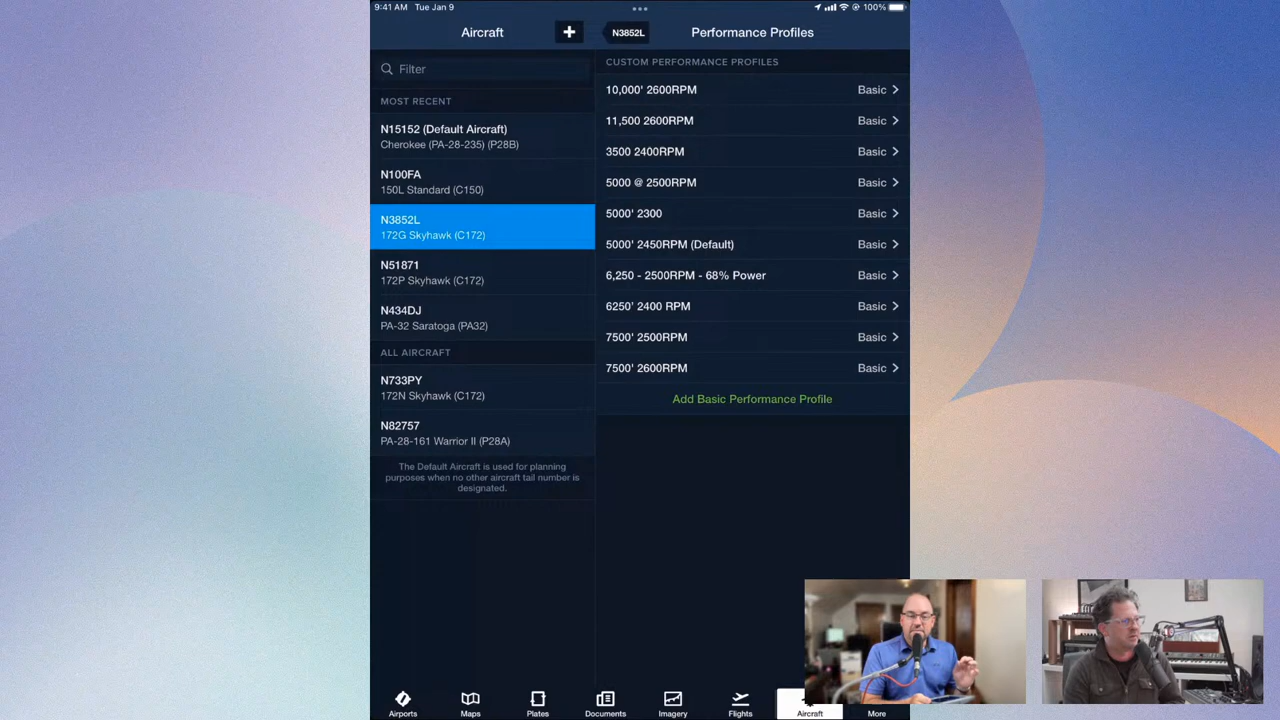 9:41 AM Tue Jan 9
100%
Aircraft
N3852L
Performance Profiles
Filter
MOST RECENT
N15152 (Default Aircraft)
Cherokee (PA-28-235) (P28B)
N100FA
150L Standard (C150)
N3852L
172G Skyhawk (C172)
N51871
172P Skyhawk (C172)
N434DJ
PA-32 Saratoga (PA32)
ALL AIRCRAFT
N733PY
172N Skyhawk (C172)
N82757
PA-28-161 Warrior II (P28A)
The Default Aircraft is used for planning
purposes when no other aircraft tail number is
designated.
CUSTOM PERFORMANCE PROFILES
10,000' 2600RPM Basic
11,500 2600RPM Basic
3500 2400RPM Basic
5000 @ 2500RPM Basic
5000' 2300 Basic
5000' 2450RPM (Default) Basic
6,250 - 2500RPM - 68% Power Basic
6250' 2400 RPM Basic
7500' 2500RPM Basic
7500' 2600RPM Basic
Add Basic Performance Profile
Airports
Maps
Plates
Documents
Imagery
Flights
Aircraft
More